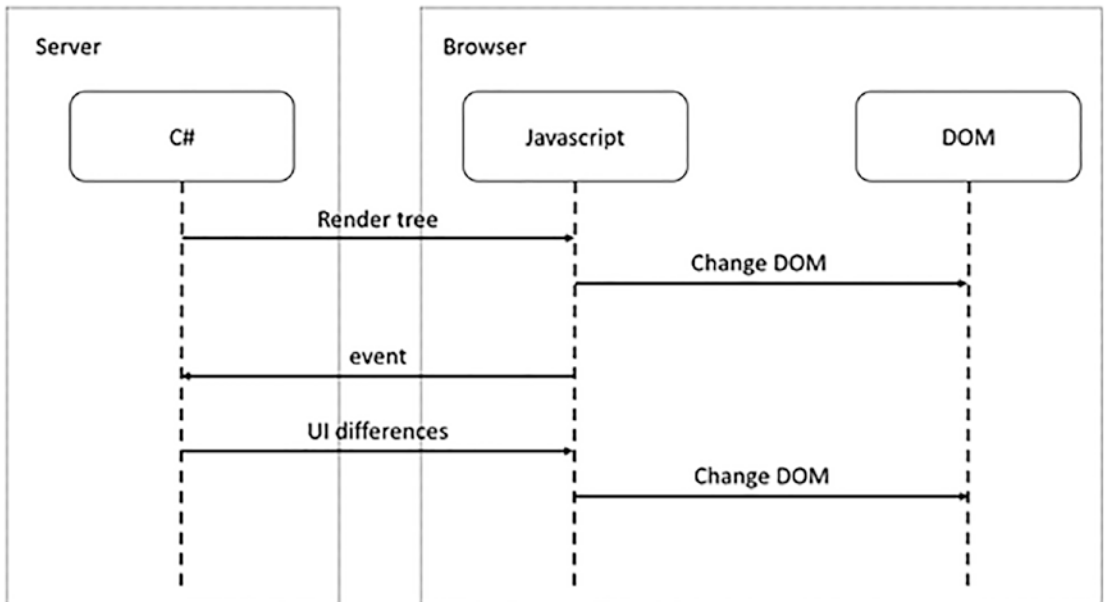 Server
Browser
C#
Javascript
DOM
Render tree
Change DOM
event
UI differences
Change DOM